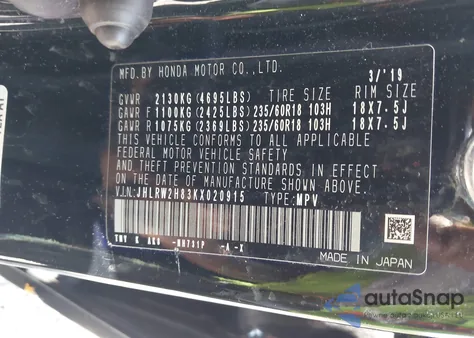 MFD.BY HONDA MOTOR CO.,LTD. 3/'19
GVWR 2130KG(4695LBS) TIRE SIZE RIM SIZE
GAWR F 1100KG(2425LBS) 235/60R18 103H 18X7.5J
GAWR R 1075KG(2369LBS) 235/60R18 103H 18X7.5J
THIS VEHICLE CONFORMS TO ALL APPLICABLE
FEDERAL MOTOR VEHICLE SAFETY
AND THEFT PREVENTION STANDARDS IN EFFECT
ON THE DATE OF MANUFACTURE SHOWN ABOVE.
V.I.N: JHLRW2H83KX020915 TYPE:MPV
-A -X
MADE IN JAPAN
autoSnap